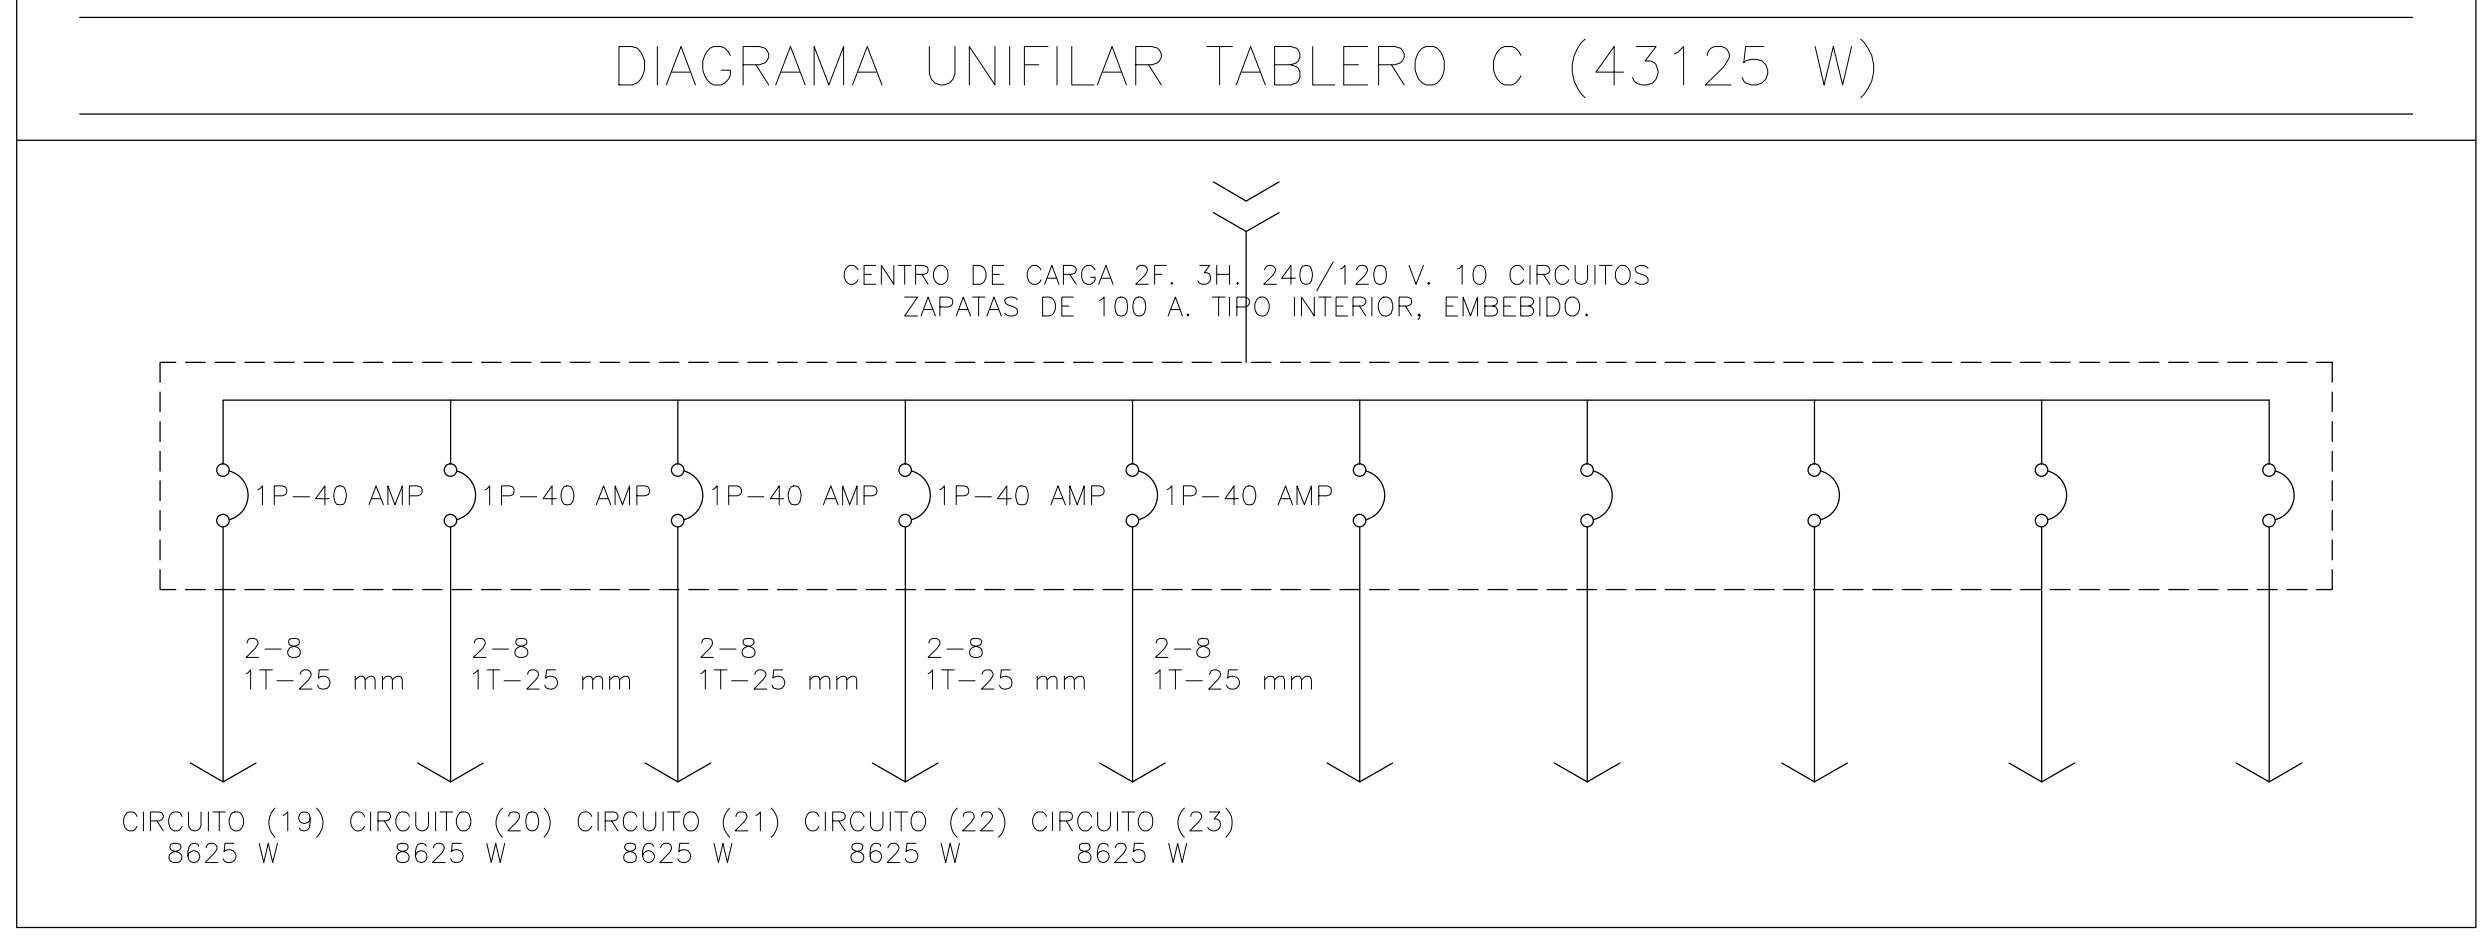 DIAGRAMA UNIFILAR TABLERO C (43125 W)
CENTRO DE CARGA 2F. 3H. 240/120 V. 10 CIRCUITOS
ZAPATAS DE 100 A. TIPO INTERIOR, EMBEBIDO.
1P-40 AMP 1P-40 AMP 1P-40 AMP 1P-40 AMP 1P-40 AMP
2-8 2-8 2-8 2-8 2-8
1T-25 mm 1T-25 mm 1T-25 mm 1T-25 mm 1T-25 mm
CIRCUITO (19) CIRCUITO (20) CIRCUITO (21) CIRCUITO (22) CIRCUITO (23)
8625 W 8625 W 8625 W 8625 W 8625 W